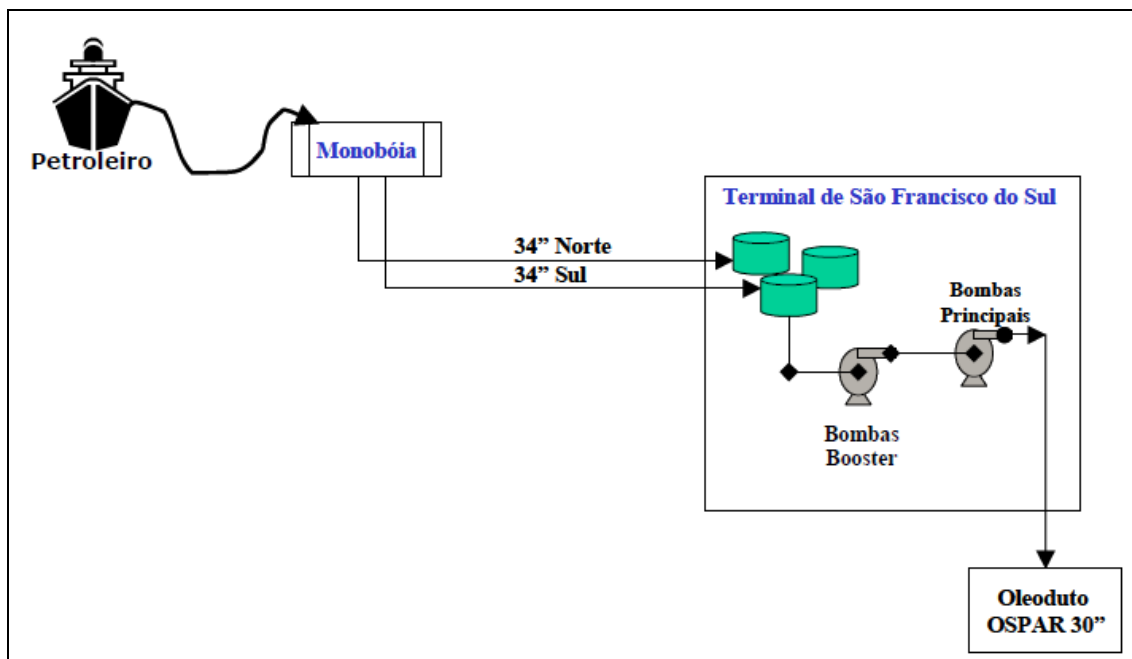 Petroleiro
Monobóia
Terminal de São Francisco do Sul
34” Norte
34” Sul
Bombas
Principais
Bombas
Booster
Oleoduto
OSPAR 30”